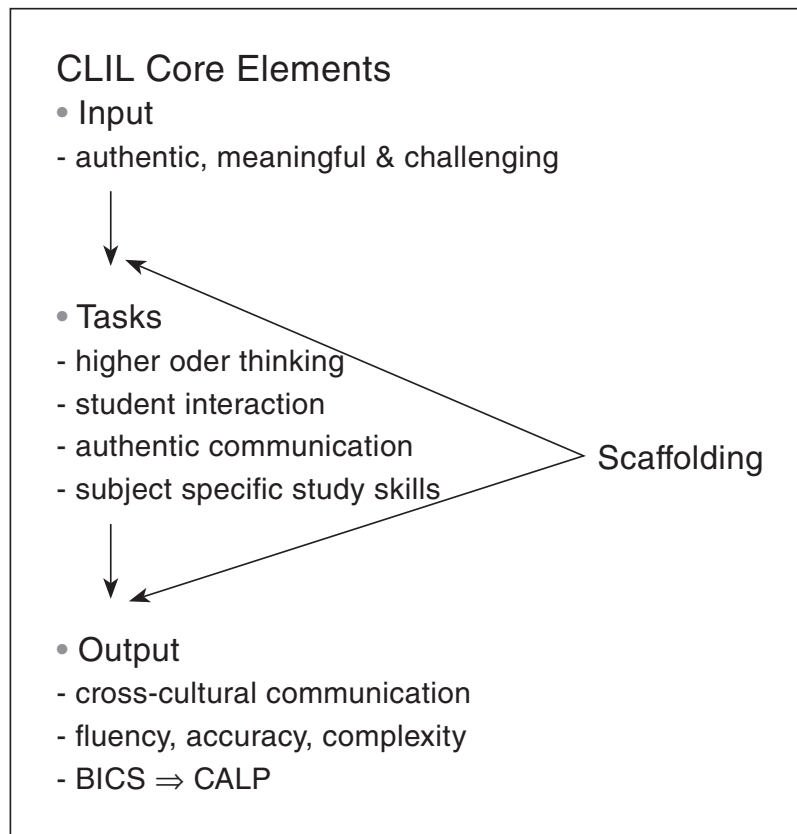 CLIL Core Elements
• Input
- authentic, meaningful & challenging
• Tasks
- higher oder thinking
- student interaction
- authentic communication
- subject specific study skills
Scaffolding
• Output
- cross-cultural communication
- fluency, accuracy, complexity
- BICS ⇒ CALP